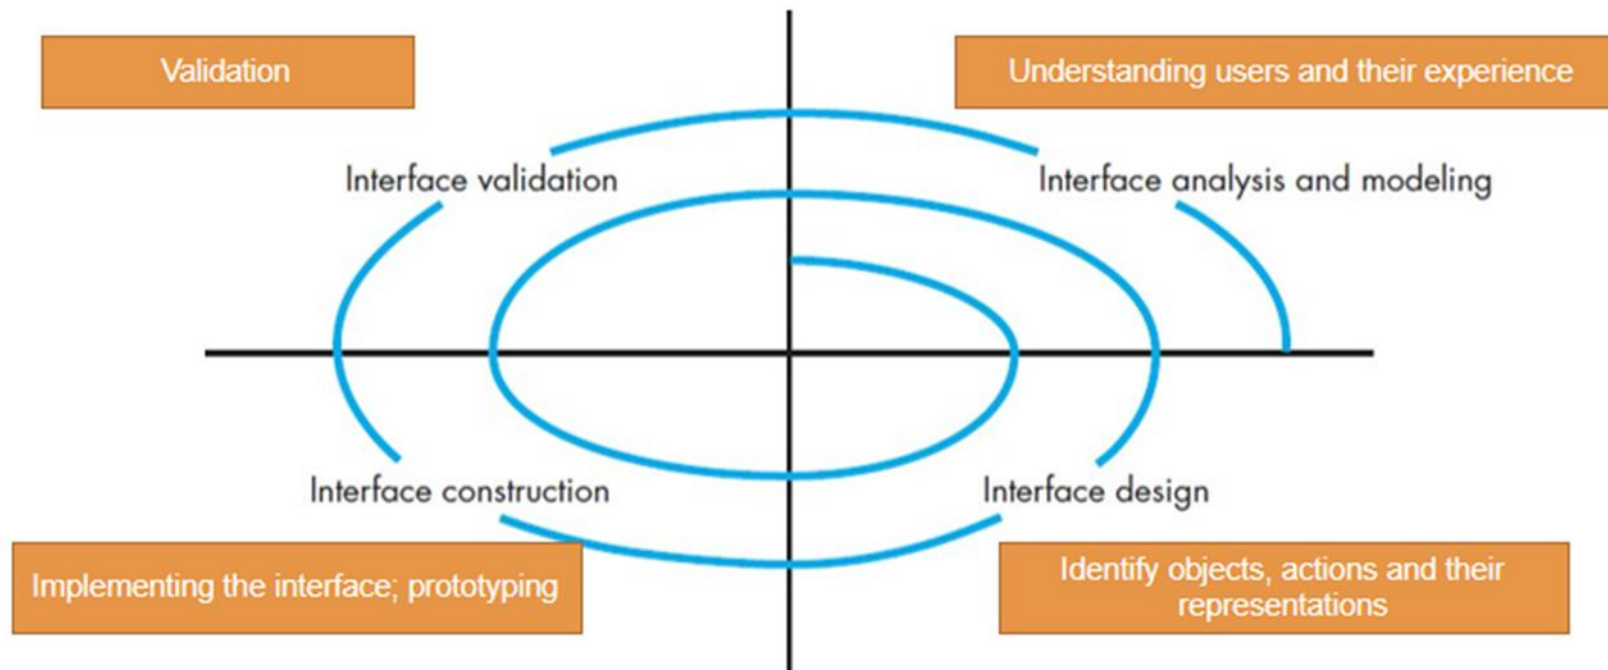 Validation
Understanding users and their experience
Interface validation
Interface analysis and modeling
Interface construction
Interface design
Implementing the interface; prototyping
Identify objects, actions and their
representations